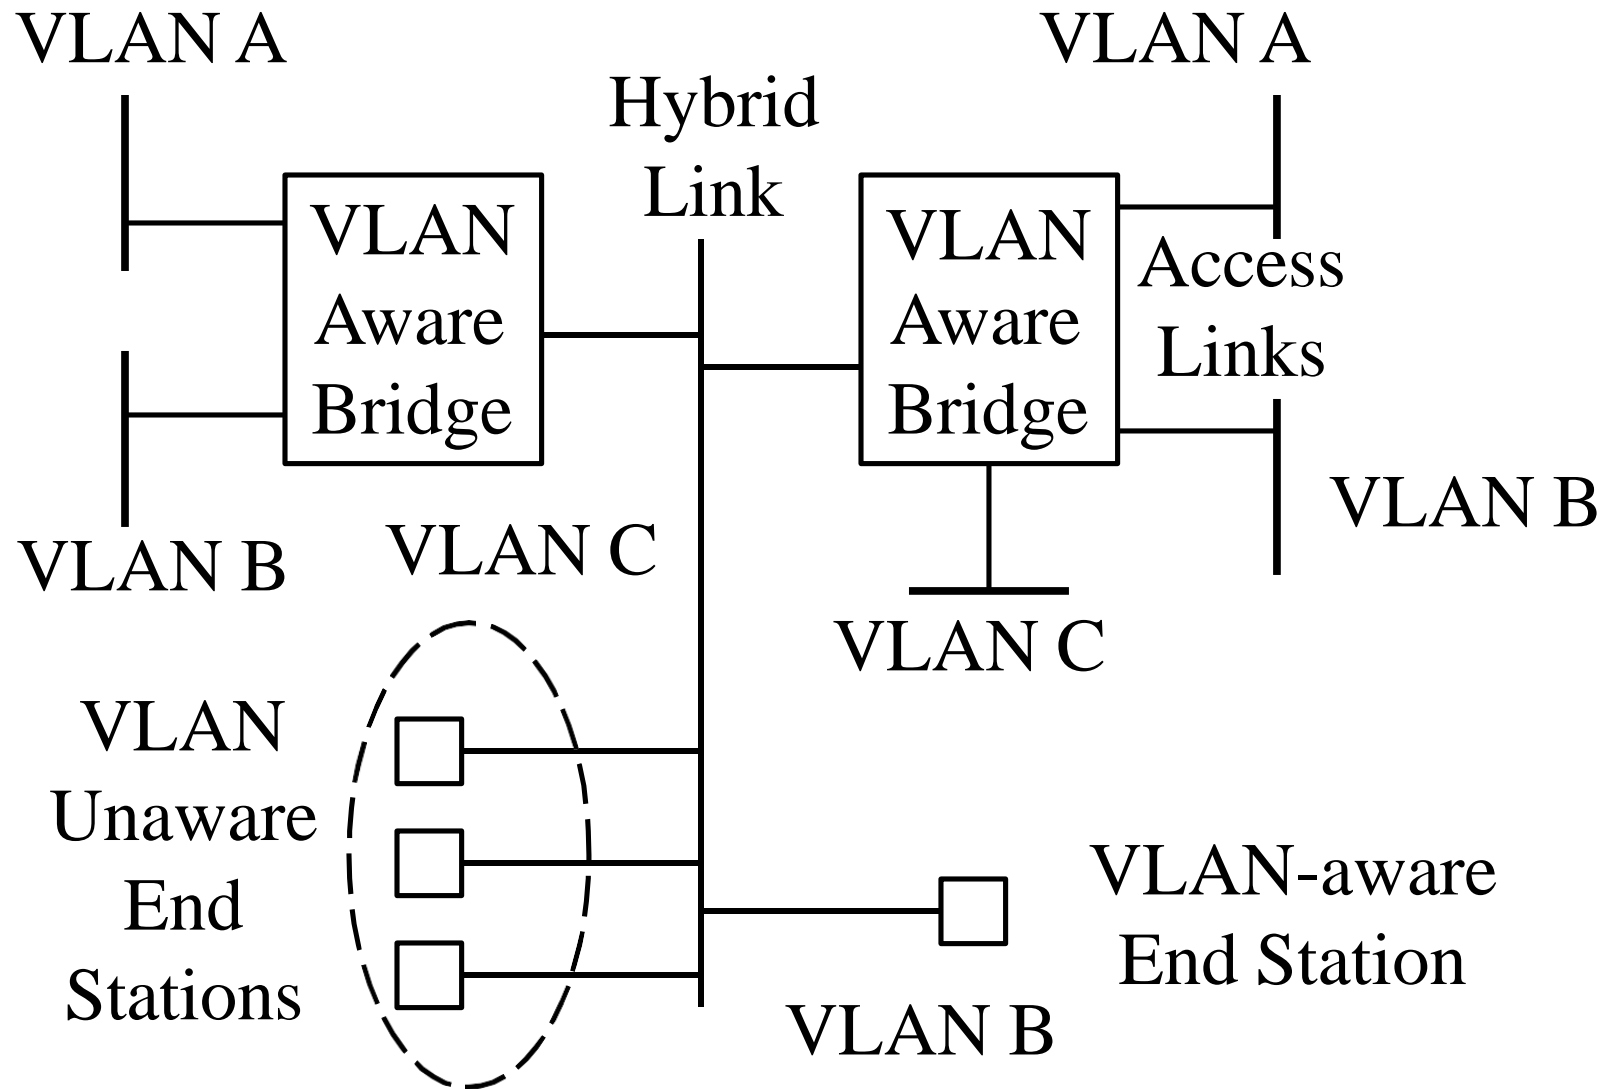 VLAN A
VLAN A
Hybrid
Link
VLAN
Aware
Bridge
VLAN
Aware
Bridge
Access
Links
VLAN B
VLAN B
VLAN C
VLAN C
VLAN
Unaware
End
Stations
VLAN-aware
End Station
VLAN B